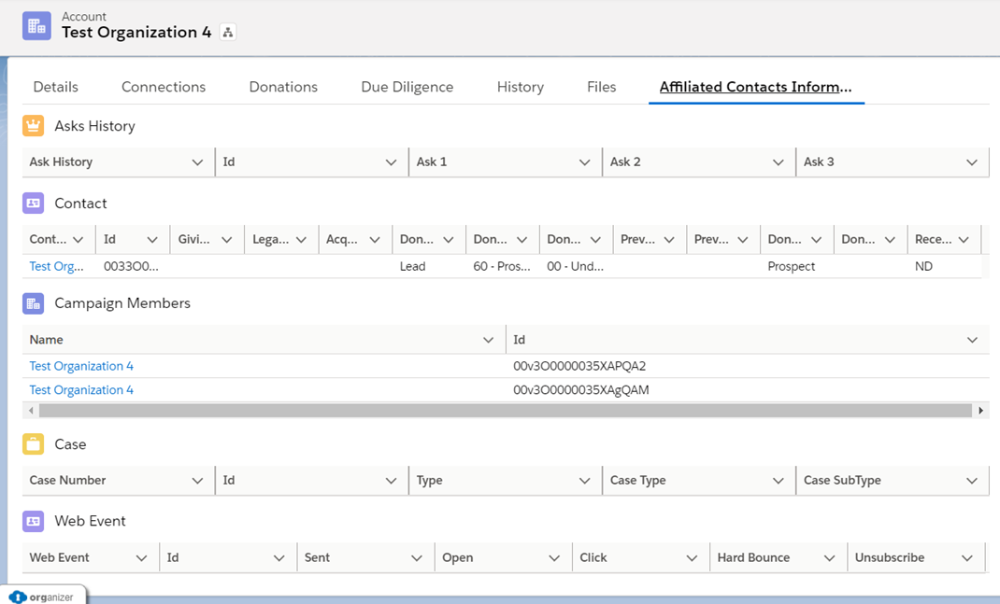 Account
Test Organization 4
Details Connections Donations Due Diligence History Files Affiliated Contacts Inform...
Asks History
Ask History Id Ask 1 Ask 2 Ask 3
Contact
Cont... Id Givi... Lega... Acq... Don... Don... Don... Prev... Prev... Don... Don... Rece...
Test Org... 0033O0... Lead 60 - Pros... 00 - Und... Prospect ND
Campaign Members
Name Id
Test Organization 4 00v3O0000035XAPQA2
Test Organization 4 00v3O0000035XAgQAM
Case
Case Number Id Type Case Type Case SubType
Web Event
Web Event Id Sent Open Click Hard Bounce Unsubscribe
organizer